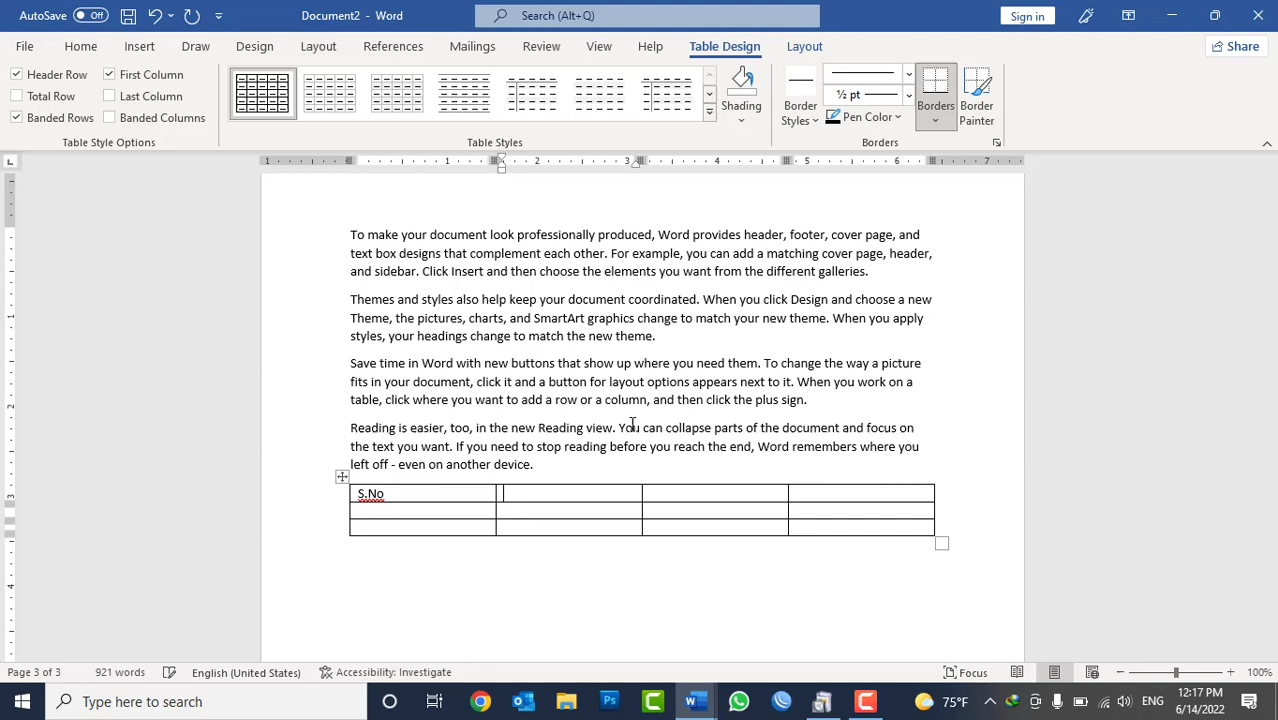 AutoSave Off Document2 - Word Search (Alt+Q) Sign in
File Home Insert Draw Design Layout References Mailings Review View Help Table Design Layout Share
Header Row First Column
Total Row Last Column
Banded Rows Banded Columns
Table Style Options
Table Styles
Shading
Border Styles
½ pt
Pen Color
Borders
Border Painter
Borders
1 1 2 3 4 5 6 7
To make your document look professionally produced, Word provides header, footer, cover page, and
text box designs that complement each other. For example, you can add a matching cover page, header,
and sidebar. Click Insert and then choose the elements you want from the different galleries.
Themes and styles also help keep your document coordinated. When you click Design and choose a new
Theme, the pictures, charts, and SmartArt graphics change to match your new theme. When you apply
styles, your headings change to match the new theme.
Save time in Word with new buttons that show up where you need them. To change the way a picture
fits in your document, click it and a button for layout options appears next to it. When you work on a
table, click where you want to add a row or a column, and then click the plus sign.
Reading is easier, too, in the new Reading view. You can collapse parts of the document and focus on
the text you want. If you need to stop reading before you reach the end, Word remembers where you
left off - even on another device.
S.No
1
2
3
4
Page 3 of 3 921 words English (United States) Accessibility: Investigate Focus 100%
Type here to search 75°F ENG 12:17 PM
6/14/2022